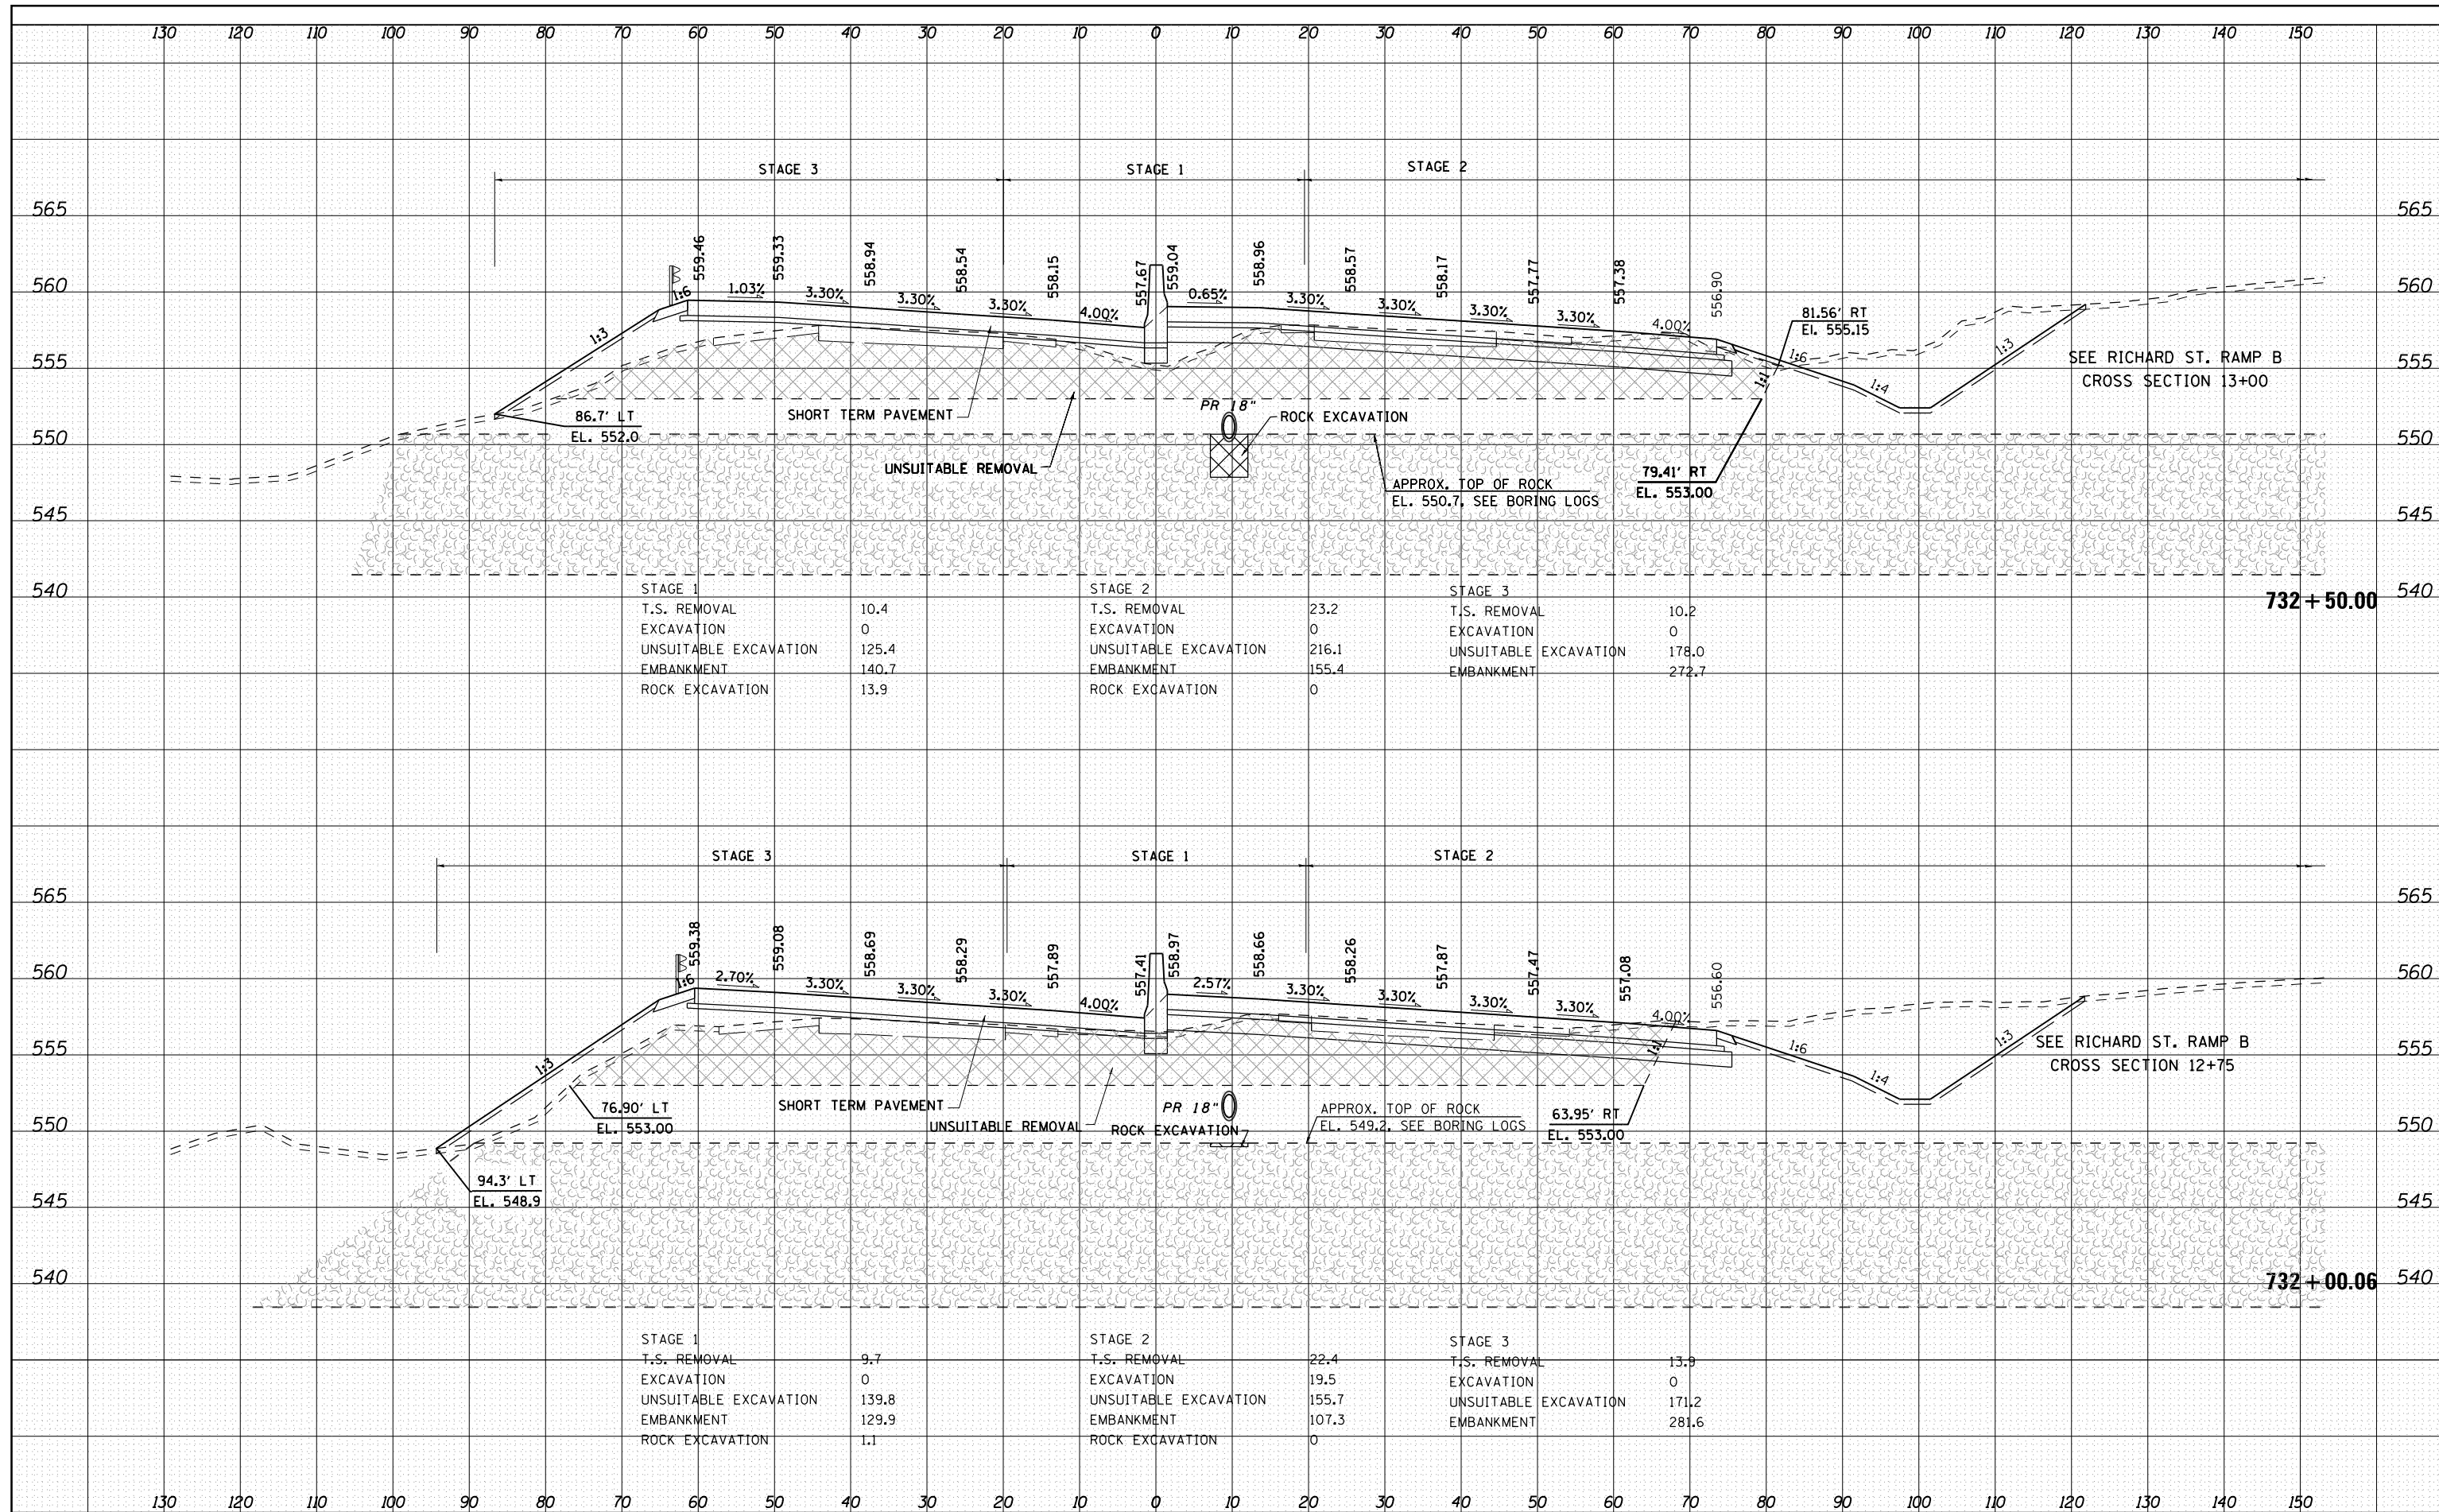 130 120 110 100 90 80 70 60 50 40 30 20 10 0 10 20 30 40 50 60 70 80 90 100 110 120 130 140 150
STAGE 3 STAGE 1 STAGE 2
565 565
559.46 559.33 558.94 558.54 558.15 557.67 559.04 558.96 558.57 558.17 557.77 557.38 556.90
560 560
1:6 1.03% 3.30% 3.30% 3.30% 4.00% 0.65% 3.30% 3.30% 3.30% 3.30% 4.00%
81.56' RT
El. 555.15
1:3 1:6 1:3
555 555
SEE RICHARD ST. RAMP B
CROSS SECTION 13+00
1:1 1:4
86.7' LT
EL. 552.0
SHORT TERM PAVEMENT
PR 18"
ROCK EXCAVATION
550 550
UNSUITABLE REMOVAL
79.41' RT
EL. 553.00
APPROX. TOP OF ROCK
EL. 550.7, SEE BORING LOGS
545 545
540 540
732+50.00
STAGE 1
T.S. REMOVAL 10.4
EXCAVATION 0
UNSUITABLE EXCAVATION 125.4
EMBANKMENT 140.7
ROCK EXCAVATION 13.9
STAGE 2
T.S. REMOVAL 23.2
EXCAVATION 0
UNSUITABLE EXCAVATION 216.1
EMBANKMENT 155.4
ROCK EXCAVATION 0
STAGE 3
T.S. REMOVAL 10.2
EXCAVATION 0
UNSUITABLE EXCAVATION 178.0
EMBANKMENT 272.7
STAGE 3 STAGE 1 STAGE 2
565 565
559.38 559.08 558.69 558.29 557.89 557.41 558.97 558.66 558.26 557.87 557.47 557.08 556.60
560 560
1:6 2.70% 3.30% 3.30% 3.30% 4.00% 2.57% 3.30% 3.30% 3.30% 3.30% 4.00%
1:3 1:1 1:6 1:4 1:3
555 555
SEE RICHARD ST. RAMP B
CROSS SECTION 12+75
76.90' LT
EL. 553.00
SHORT TERM PAVEMENT
UNSUITABLE REMOVAL
PR 18"
ROCK EXCAVATION
APPROX. TOP OF ROCK
EL. 549.2, SEE BORING LOGS
63.95' RT
EL. 553.00
550 550
94.3' LT
EL. 548.9
545 545
540 540
732+00.06
STAGE 1
T.S. REMOVAL 9.7
EXCAVATION 0
UNSUITABLE EXCAVATION 139.8
EMBANKMENT 129.9
ROCK EXCAVATION 1.1
STAGE 2
T.S. REMOVAL 22.4
EXCAVATION 19.5
UNSUITABLE EXCAVATION 155.7
EMBANKMENT 107.3
ROCK EXCAVATION 0
STAGE 3
T.S. REMOVAL 13.9
EXCAVATION 0
UNSUITABLE EXCAVATION 171.2
EMBANKMENT 281.6
130 120 110 100 90 80 70 60 50 40 30 20 10 0 10 20 30 40 50 60 70 80 90 100 110 120 130 140 150